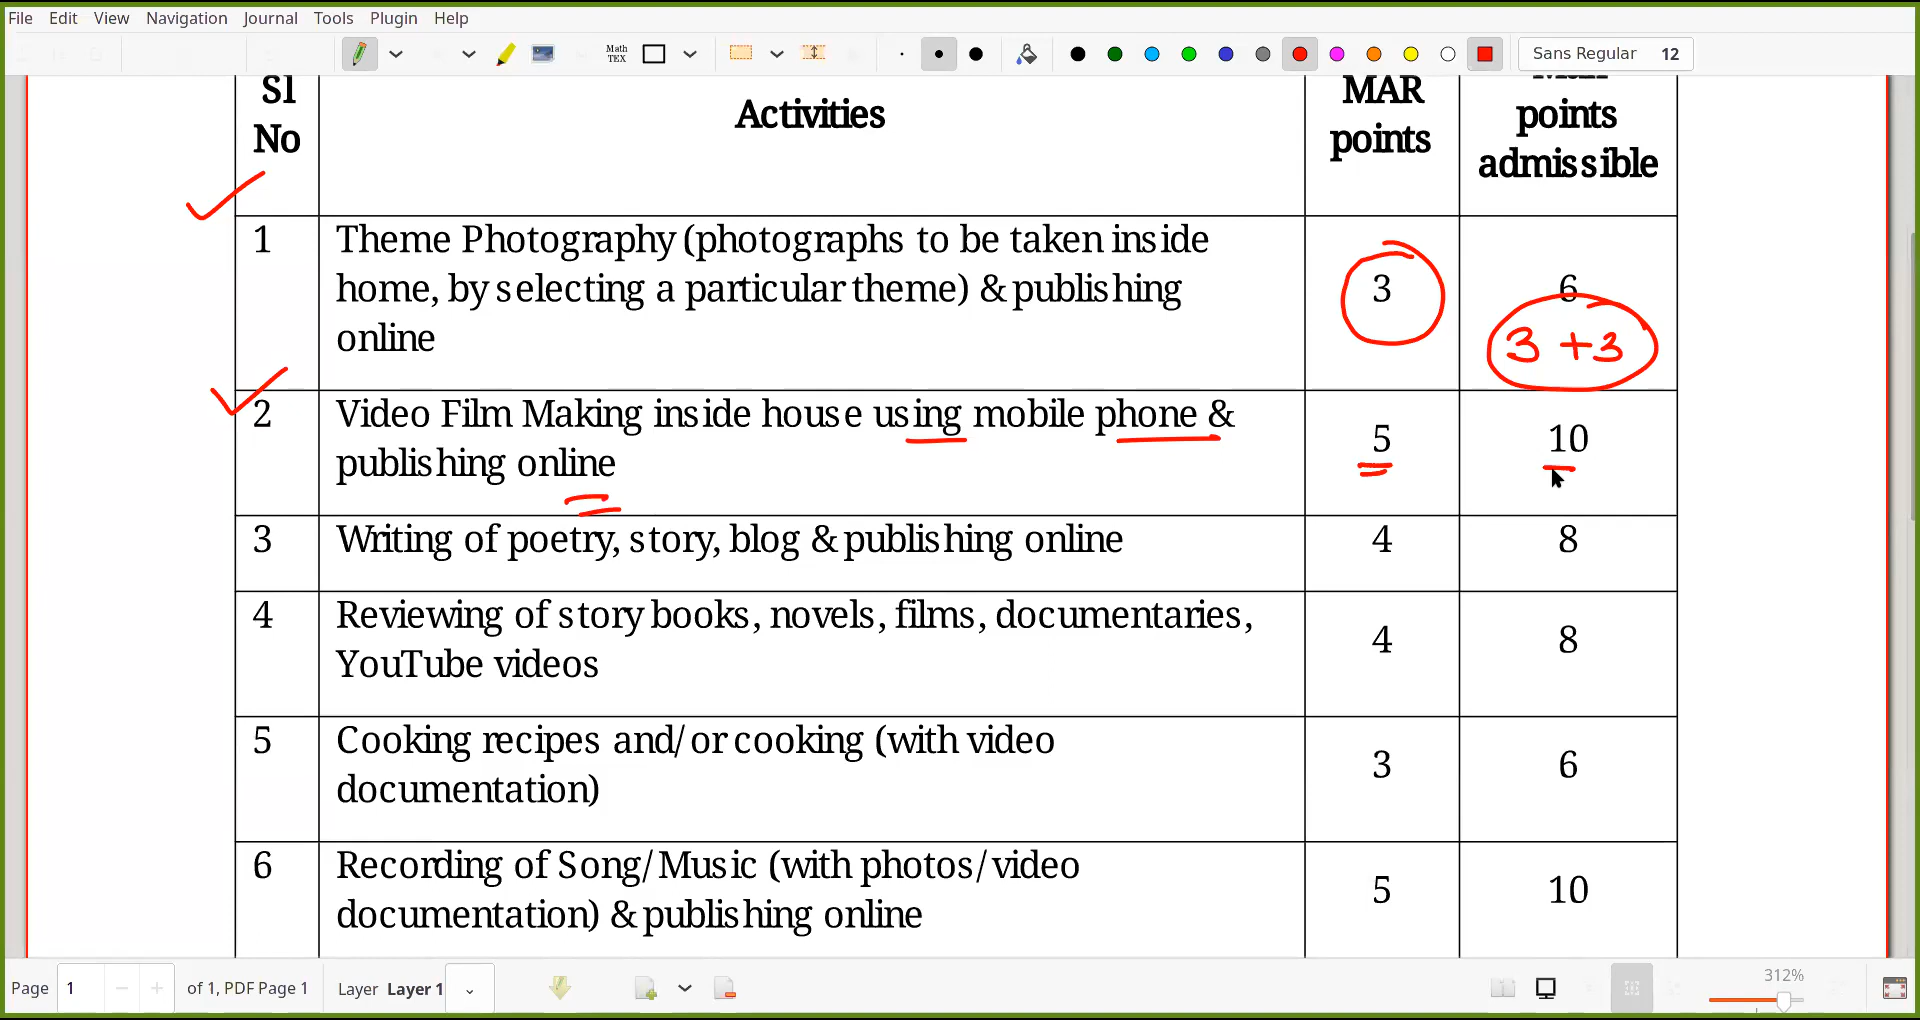 File Edit View Navigation Journal Tools Plugin Help
Math TEX
Sans Regular 12
Sl No
Activities
MAR points
points admissible
1
Theme Photography (photographs to be taken inside
home, by selecting a particular theme) & publishing
online
3
6
3 + 3
2
Video Film Making inside house using mobile phone &
publishing online
5
10
3
Writing of poetry, story, blog & publishing online
4
8
4
Reviewing of story books, novels, films, documentaries,
YouTube videos
4
8
5
Cooking recipes and/ or cooking (with video
documentation)
3
6
6
Recording of Song/ Music (with photos/ video
documentation) & publishing online
5
10
Page 1 of 1, PDF Page 1 Layer Layer 1
312%